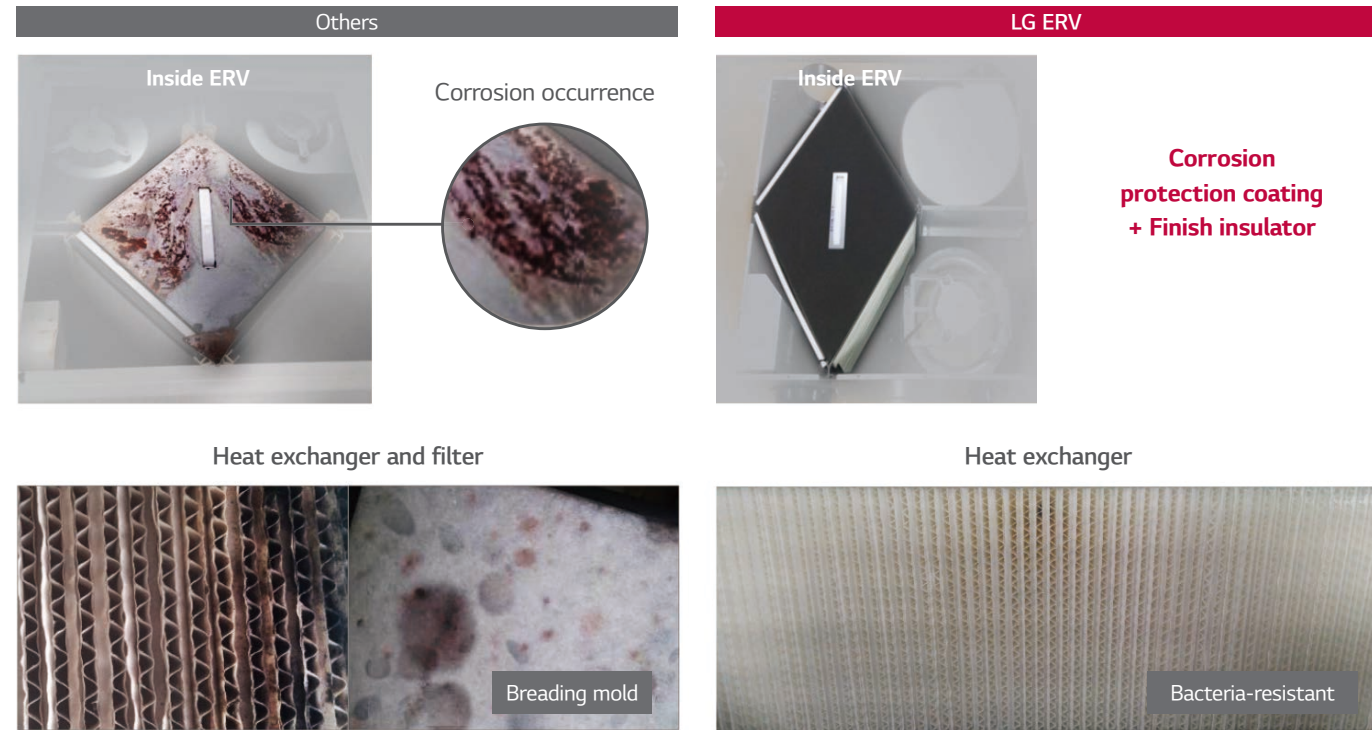 Others
LG ERV
Inside ERV
Corrosion occurrence
Inside ERV
Corrosion
protection coating
+ Finish insulator
Heat exchanger and filter
Heat exchanger
Breading mold
Bacteria-resistant